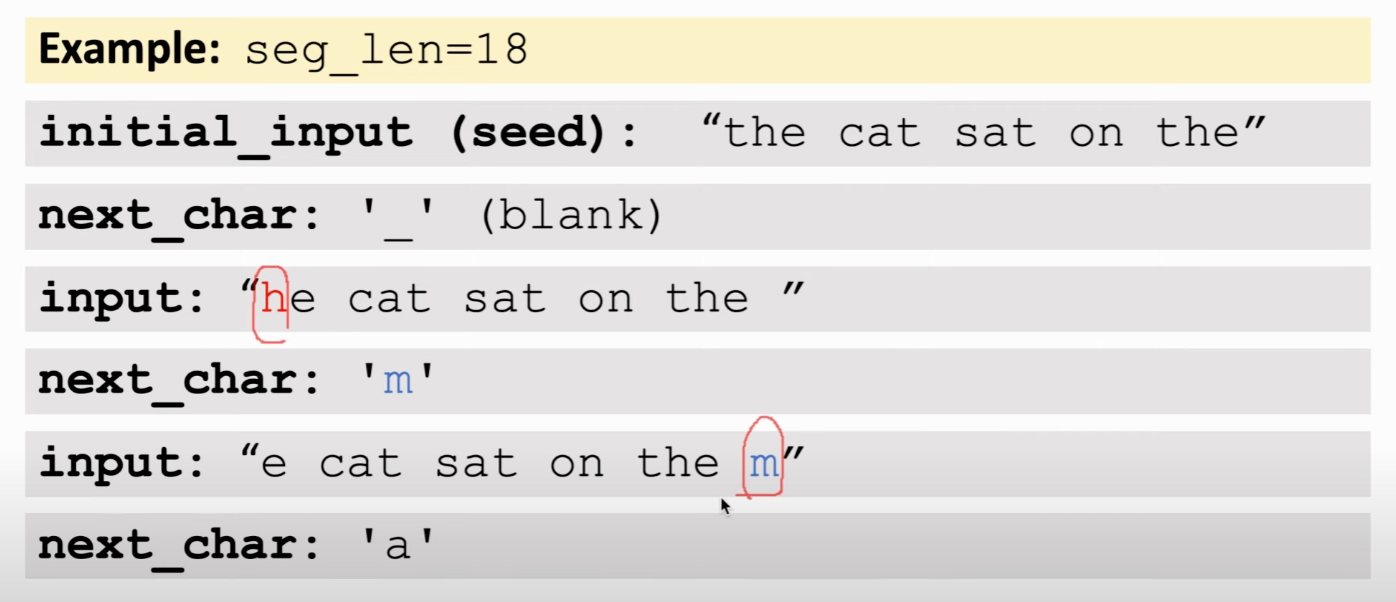 Example: seg_len=18
initial_input (seed): “the cat sat on the”
next_char: '_' (blank)
input: “he cat sat on the ”
next_char: 'm'
input: “e cat sat on the m”
next_char: 'a'